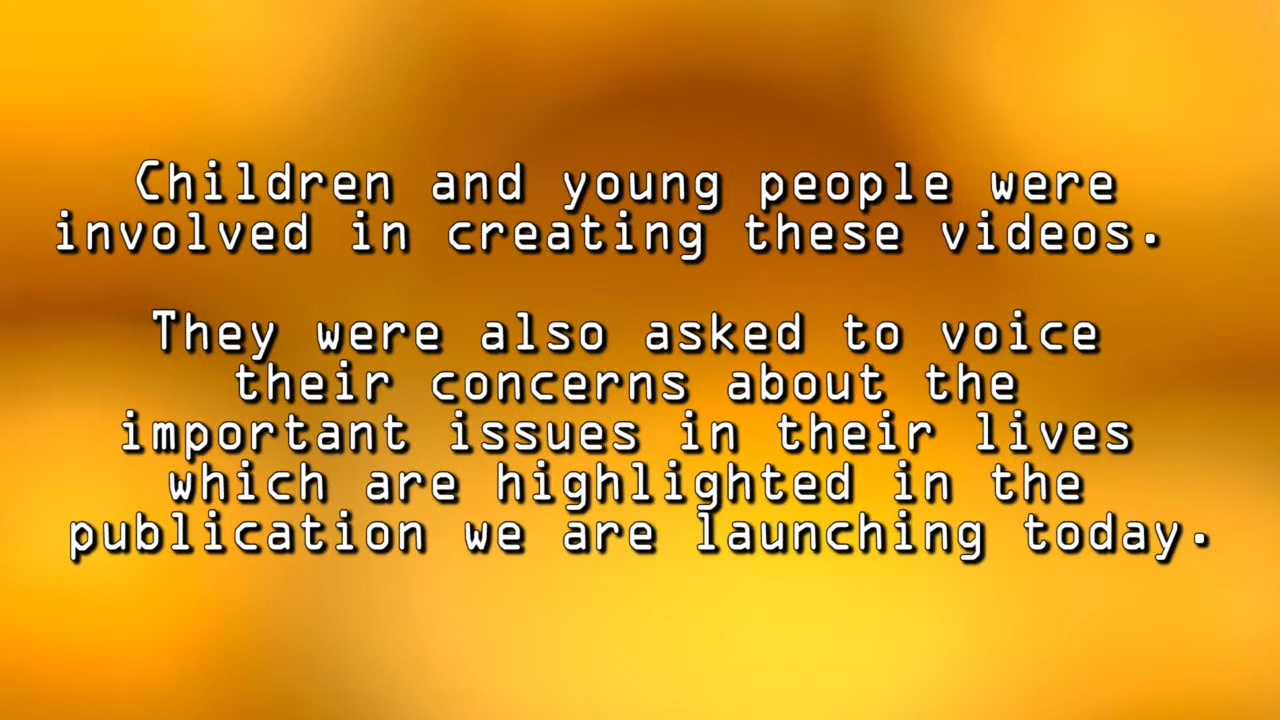 Children and young people were
involved in creating these videos.
They were also asked to voice
their concerns about the
important issues in their lives
which are highlighted in the
publication we are launching today.